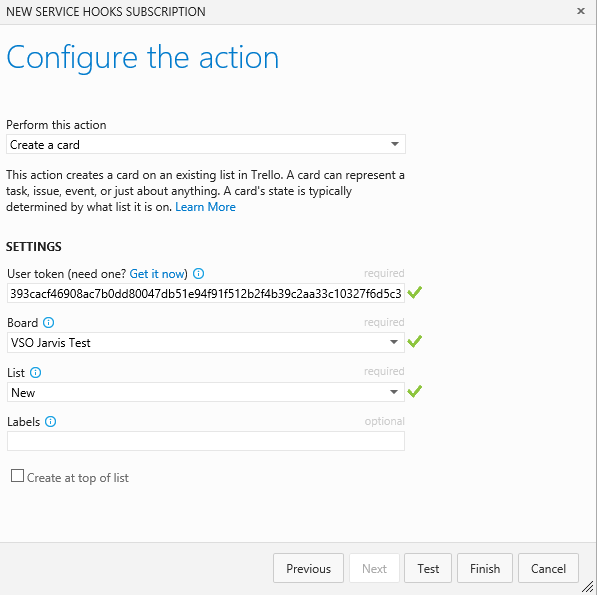 NEW SERVICE HOOKS SUBSCRIPTION
Configure the action
Perform this action
Create a card
This action creates a card on an existing list in Trello. A card can represent a
task, issue, event, or just about anything. A card's state is typically
determined by what list it is on. Learn More
SETTINGS
User token (need one? Get it now) required
393cacf46908ac7b0dd80047db51e94f91f512b2f4b39c2aa33c10327f6d5c3
Board required
VSO Jarvis Test
List required
New
Labels optional
Create at top of list
Previous Next Test Finish Cancel